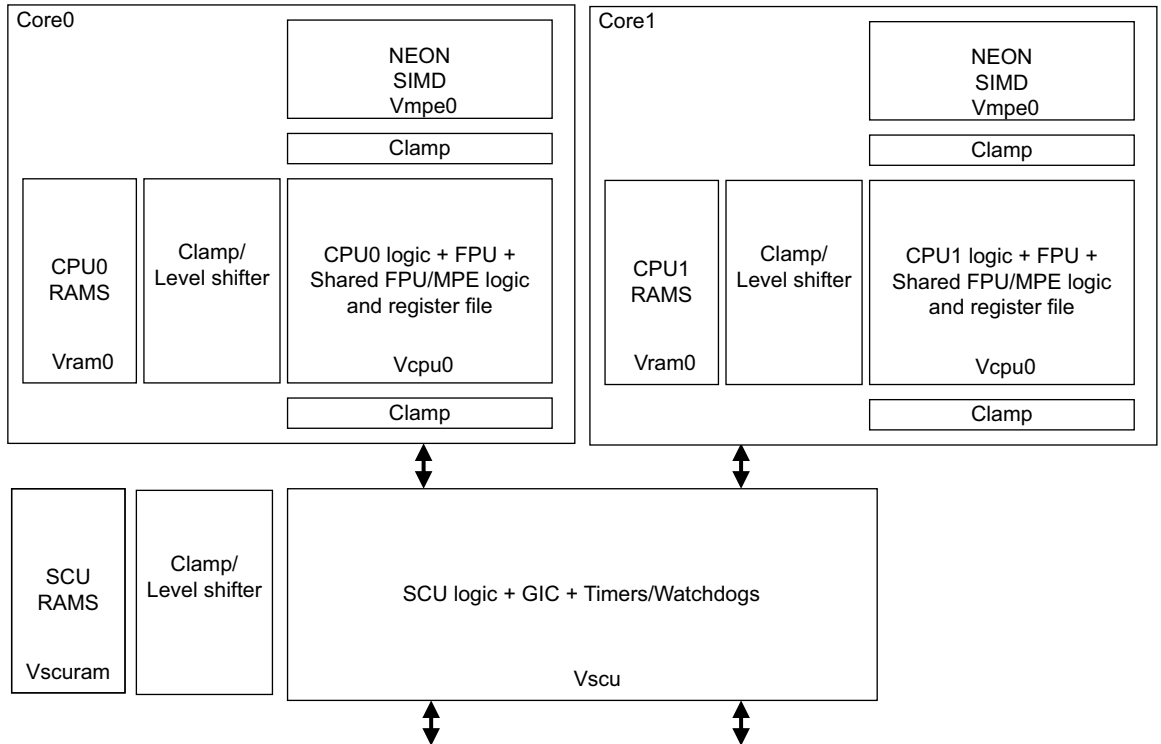 Core0
NEON
SIMD
Vmpe0
Clamp
CPU0
RAMS
Vram0
Clamp/
Level shifter
CPU0 logic + FPU +
Shared FPU/MPE logic
and register file
Vcpu0
Clamp
Core1
NEON
SIMD
Vmpe0
Clamp
CPU1
RAMS
Vram0
Clamp/
Level shifter
CPU1 logic + FPU +
Shared FPU/MPE logic
and register file
Vcpu0
Clamp
SCU
RAMS
Vscuram
Clamp/
Level shifter
SCU logic + GIC + Timers/Watchdogs
Vscu